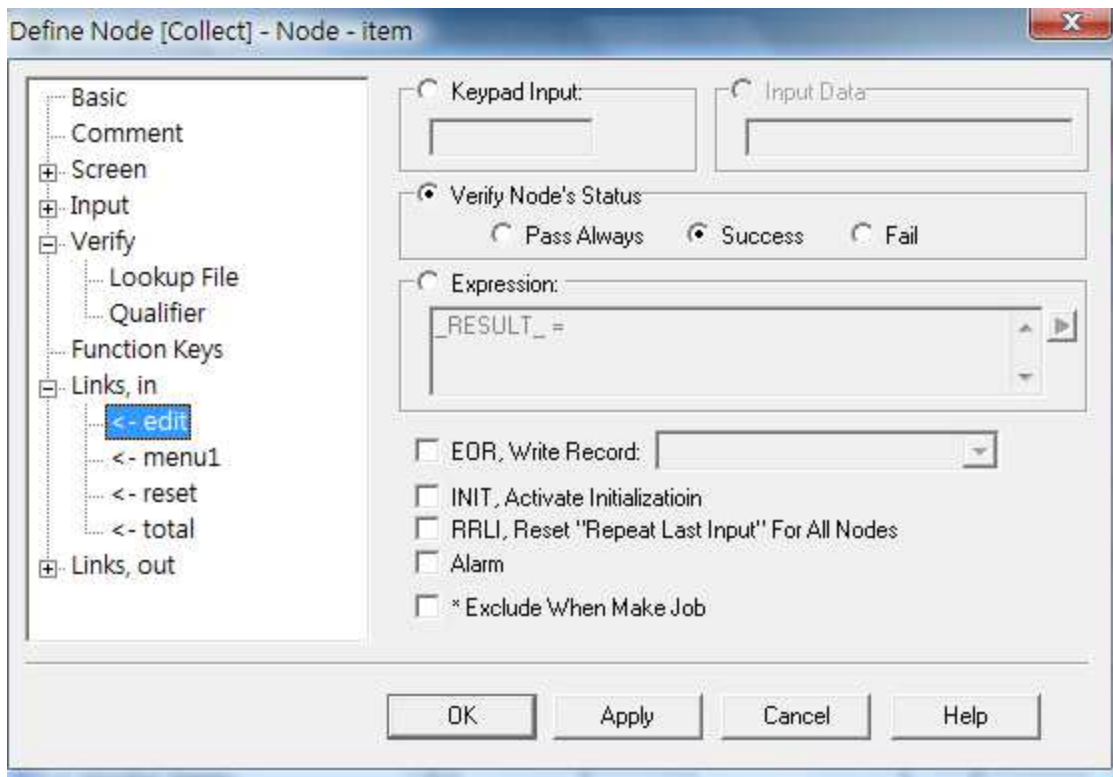 Define Node [Collect] - Node - item
Basic
Comment
Screen
Input
Verify
Lookup File
Qualifier
Function Keys
Links, in
<- edit
<- menu1
<- reset
<- total
Links, out
Keypad Input:
Input Data
Verify Node's Status
Pass Always
Success
Fail
Expression:
_RESULT_ =
EOR, Write Record:
INIT, Activate Initializatioin
RRLI, Reset "Repeat Last Input" For All Nodes
Alarm
* Exclude When Make Job
OK
Apply
Cancel
Help